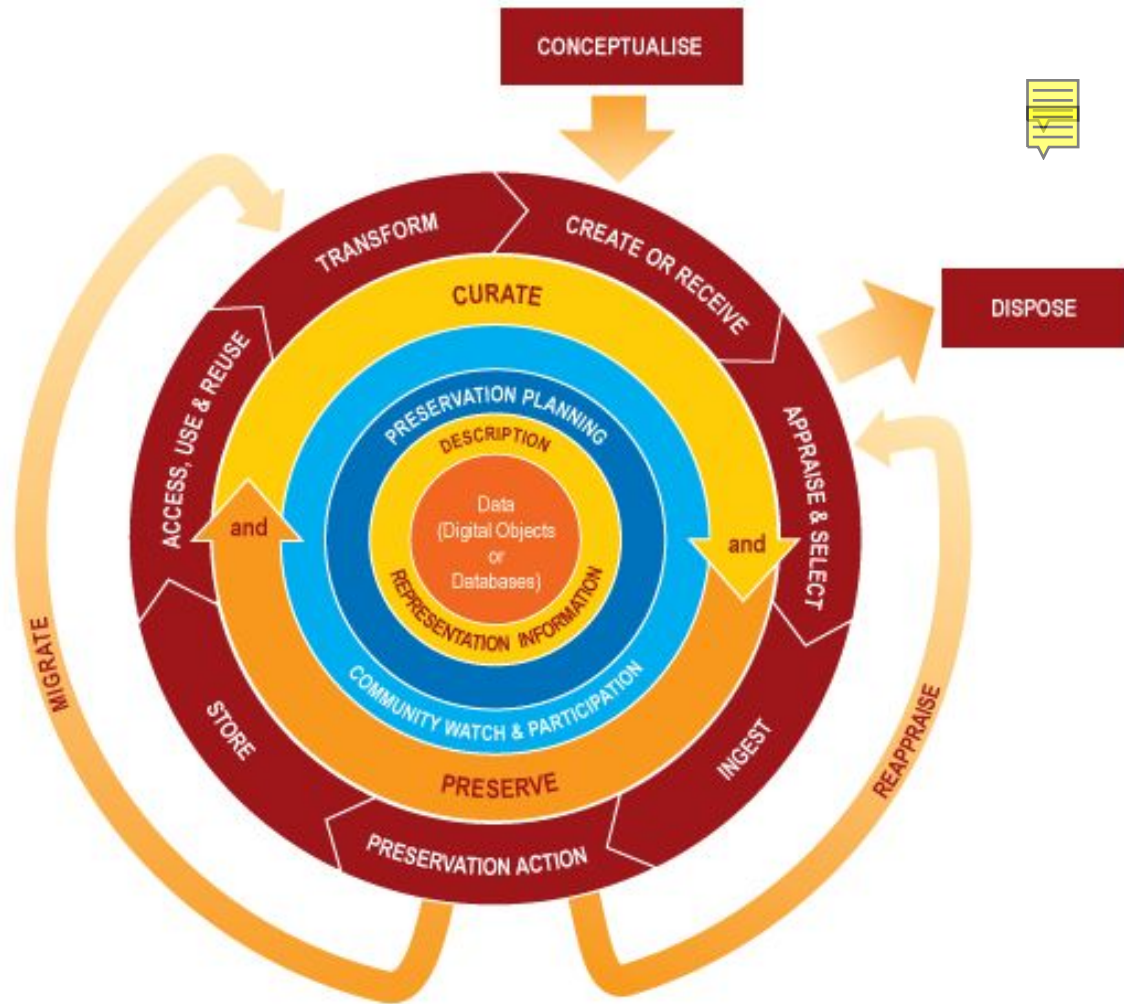 CONCEPTUALISE
TRANSFORM
CREATE OR RECEIVE
DISPOSE
APPRAISE & SELECT
INGEST
PRESERVATION ACTION
STORE
ACCESS, USE & REUSE
CURATE
and
PRESERVE
and
PRESERVATION PLANNING
COMMUNITY WATCH & PARTICIPATION
DESCRIPTION
REPRESENTATION INFORMATION
Data
(Digital Objects
or
Databases)
MIGRATE
REAPPRAISE